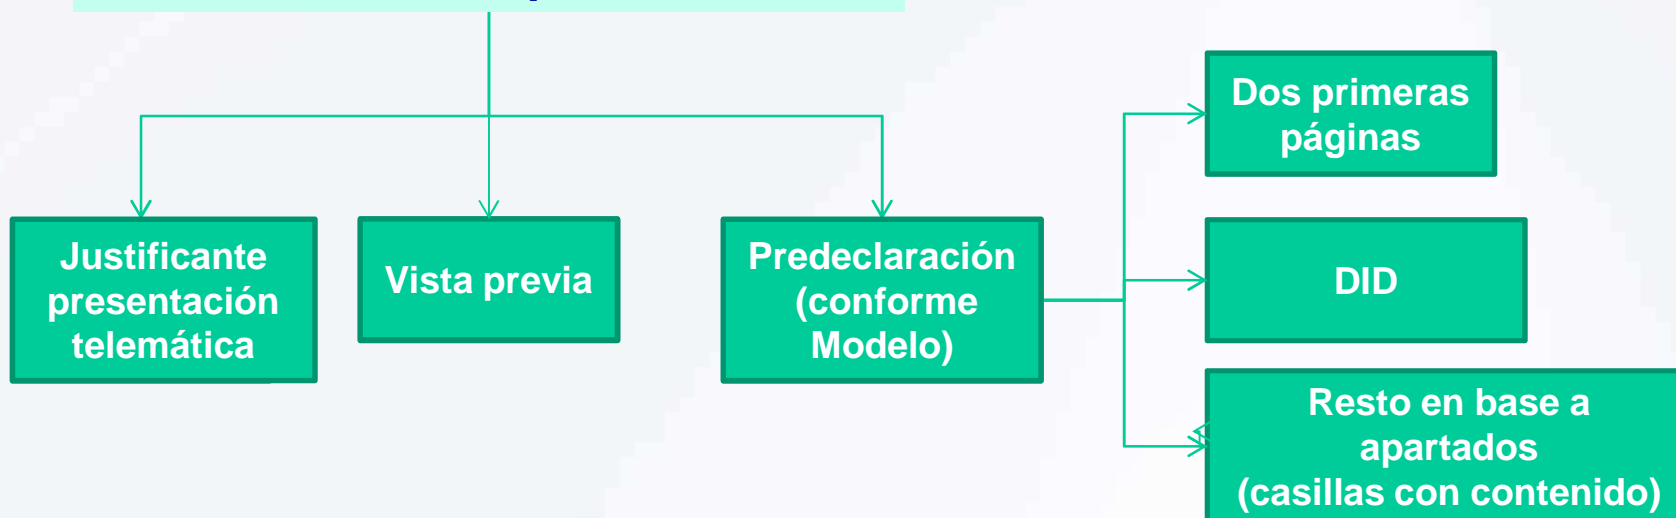 Dos primeras
páginas
Justificante
presentación
telemática
Vista previa
Predeclaración
(conforme
Modelo)
DID
Resto en base a
apartados
(casillas con contenido)